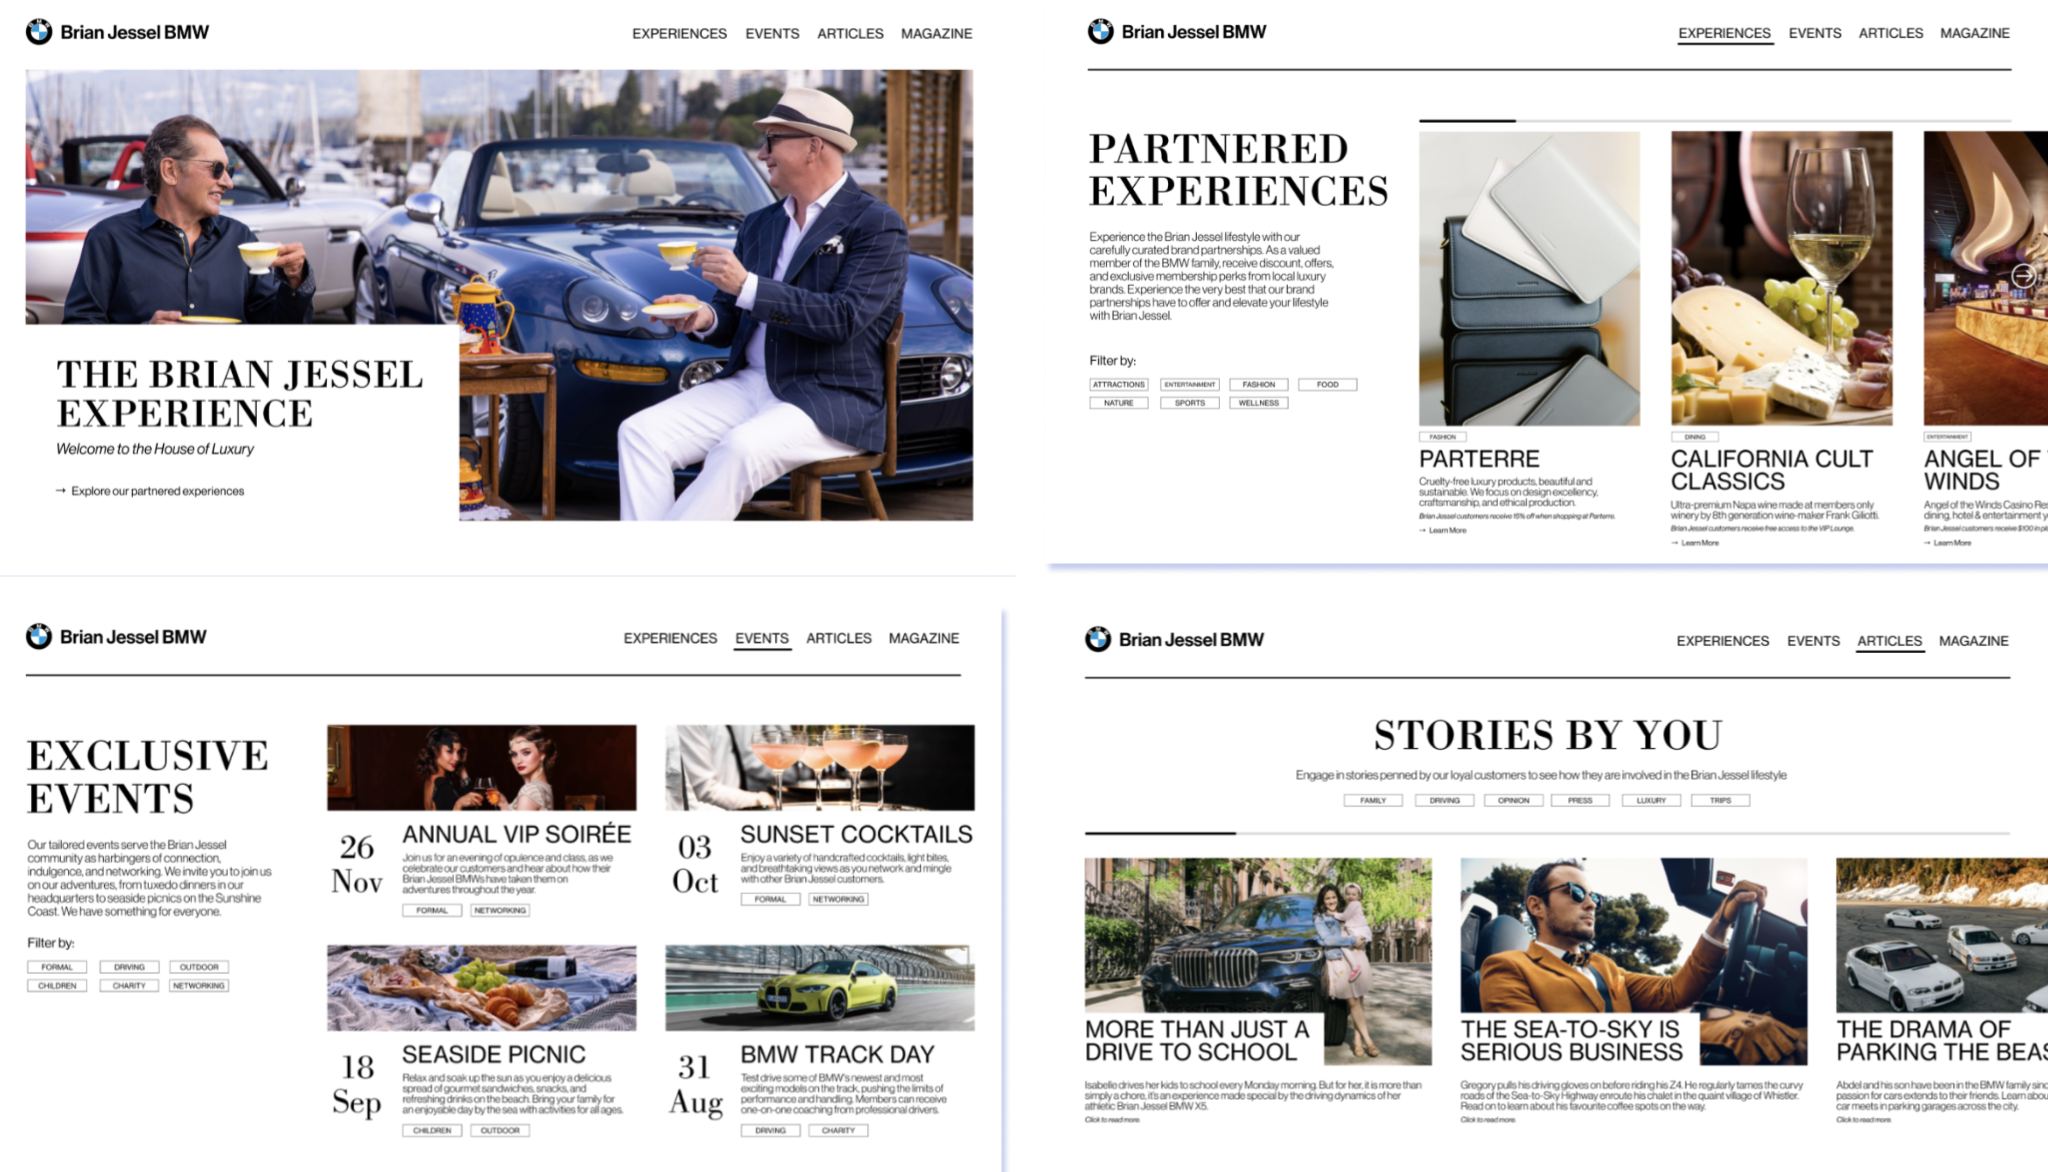 Brian Jessel BMW
EXPERIENCES EVENTS ARTICLES MAGAZINE
THE BRIAN JESSEL
EXPERIENCE
Welcome to the House of Luxury
→ Explore our partnered experiences
Brian Jessel BMW
EXPERIENCES EVENTS ARTICLES MAGAZINE
PARTNERED
EXPERIENCES
Experience the Brian Jessel lifestyle with our
carefully curated brand partnerships. As a valued
member of the BMW family, receive discount, offers,
and exclusive membership perks from local luxury
brands. Experience the very best that our brand
partnerships have to offer and elevate your lifestyle
with Brian Jessel.
Filter by:
ATTRACTIONS ENTERTAINMENT FASHION FOOD
NATURE SPORTS WELLNESS
FASHION
PARTERRE
Cruelty-free luxury products, beautiful and
sustainable. We focus on design excellency,
craftsmanship, and ethical production.
Brian Jessel customers receive 15% off when shopping at Parterre.
→ Learn More
DINING
CALIFORNIA CULT
CLASSICS
Ultra-premium Napa wine made at members only
winery by 8th generation wine-maker Frank Giliotti.
Brian Jessel customers receive free access to the VIP Lounge.
→ Learn More
ENTERTAINMENT
ANGEL OF
WINDS
Angel of the Winds Casino Re
dining, hotel & entertainment y
Brian Jessel customers receive $100 in pl
→ Learn More
Brian Jessel BMW
EXPERIENCES EVENTS ARTICLES MAGAZINE
EXCLUSIVE
EVENTS
Our tailored events serve the Brian Jessel
community as harbingers of connection,
indulgence, and networking. We invite you to join us
on our adventures, from tuxedo dinners in our
headquarters to seaside picnics on the Sunshine
Coast. We have something for everyone.
Filter by:
FORMAL DRIVING OUTDOOR
CHILDREN CHARITY NETWORKING
26
Nov
ANNUAL VIP SOIRÉE
Join us for an evening of opulence and class, as we
celebrate our customers and hear about how their
Brian Jessel BMWs have taken them on
adventures throughout the year.
FORMAL NETWORKING
03
Oct
SUNSET COCKTAILS
Enjoy a variety of handcrafted cocktails, light bites,
and breathtaking views as you network and mingle
with other Brian Jessel customers.
FORMAL NETWORKING
18
Sep
SEASIDE PICNIC
Relax and soak up the sun as you enjoy a delicious
spread of gourmet sandwiches, snacks, and
refreshing drinks on the beach. Bring your family for
an enjoyable day by the sea with activities for all ages.
CHILDREN OUTDOOR
31
Aug
BMW TRACK DAY
Test drive some of BMW's newest and most
exciting models on the track, pushing the limits of
performance and handling. Members can receive
one-on-one coaching from professional drivers.
DRIVING CHARITY
Brian Jessel BMW
EXPERIENCES EVENTS ARTICLES MAGAZINE
STORIES BY YOU
Engage in stories penned by our loyal customers to see how they are involved in the Brian Jessel lifestyle
FAMILY DRIVING OPINION PRESS LUXURY TRIPS
MORE THAN JUST A
DRIVE TO SCHOOL
Isabelle drives her kids to school every Monday morning. But for her, it is more than
simply a chore, it's an experience made special by the driving dynamics of her
athletic Brian Jessel BMW X5.
Click to read more.
THE SEA-TO-SKY IS
SERIOUS BUSINESS
Gregory pulls his driving gloves on before riding his Z4. He regularly tames the curvy
roads of the Sea-to-Sky Highway enroute his chalet in the quaint village of Whistler.
Read on to learn about his favourite coffee spots on the way.
Click to read more.
THE DRAMA OF
PARKING THE BEAS
Abdel and his son have been in the BMW family sinc
passion for cars extends to their friends. Learn abou
car meets in parking garages across the city.
Click to read more.